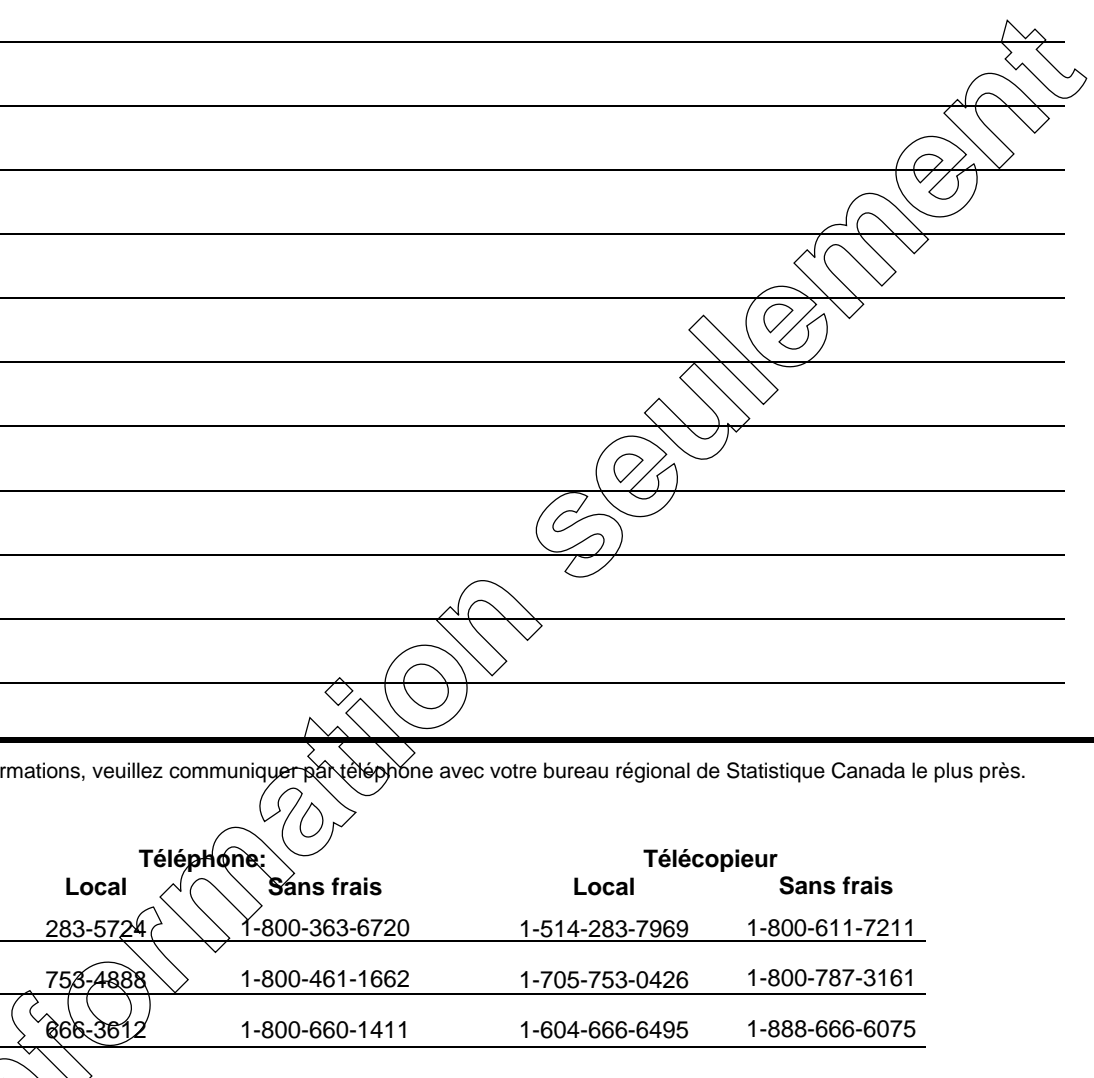 rmations, veuillez communiquer par téléphone avec votre bureau régional de Statistique Canada le plus près.
Téléphone: Télécopieur
Local Sans frais Local Sans frais
283-5724 1-800-363-6720 1-514-283-7969 1-800-611-7211
753-4888 1-800-461-1662 1-705-753-0426 1-800-787-3161
666-3612 1-800-660-1411 1-604-666-6495 1-888-666-6075
nformation seulement